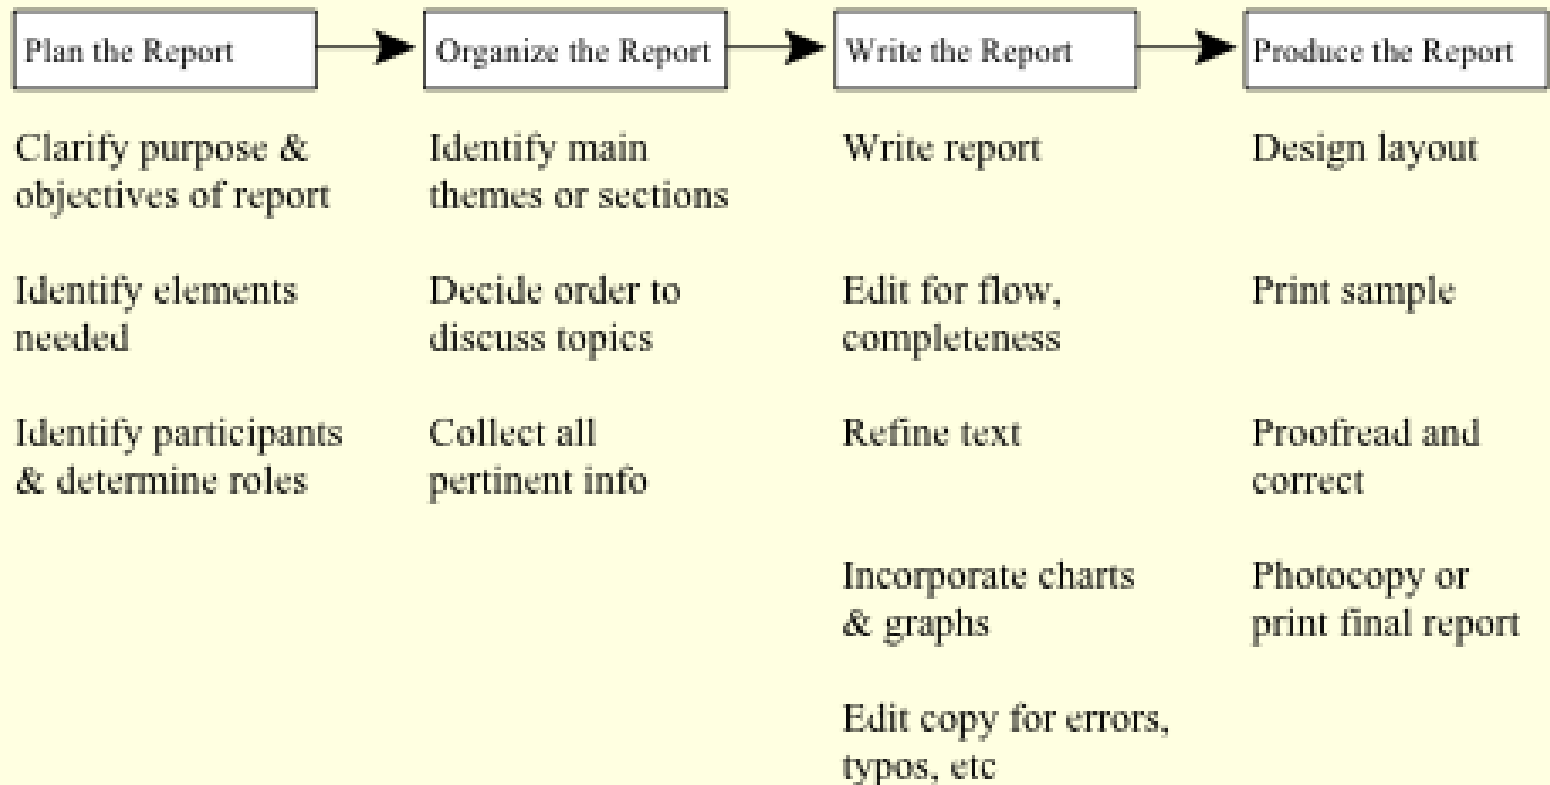 Plan the Report
Organize the Report
Write the Report
Produce the Report
Clarify purpose &
objectives of report
Identify elements
needed
Identify participants
& determine roles
Identify main
themes or sections
Decide order to
discuss topics
Collect all
pertinent info
Write report
Edit for flow,
completeness
Refine text
Incorporate charts
& graphs
Edit copy for errors,
typos, etc
Design layout
Print sample
Proofread and
correct
Photocopy or
print final report